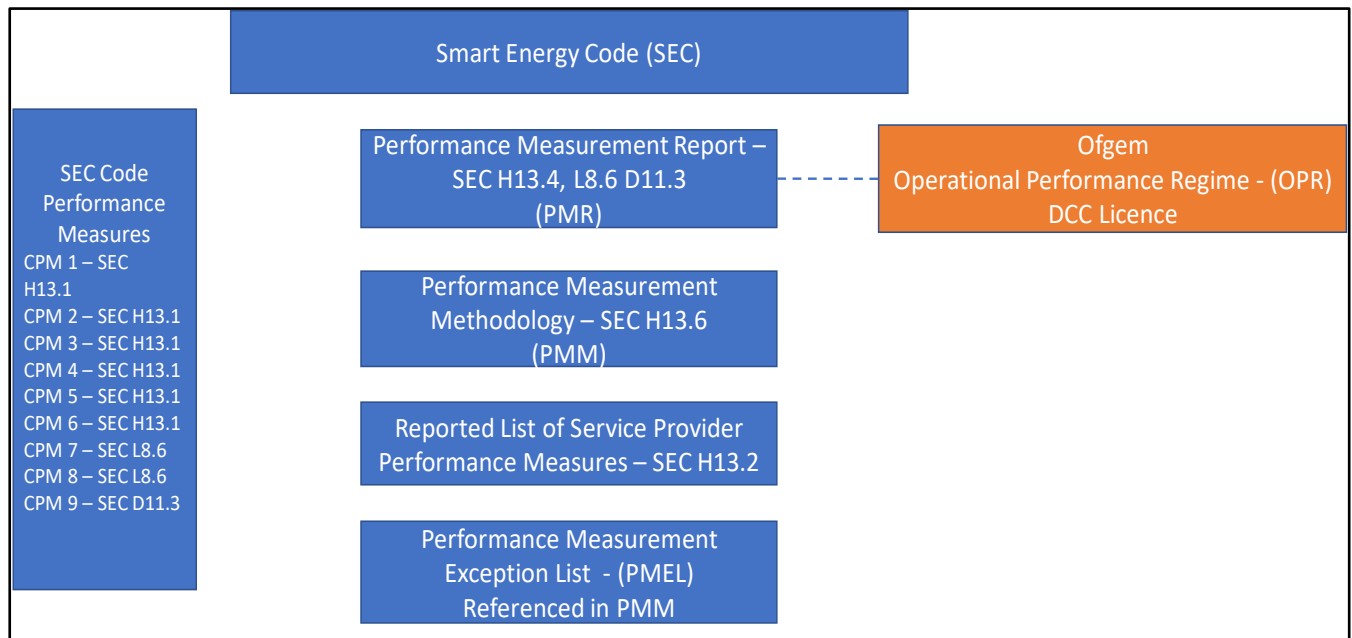 Smart Energy Code (SEC)
SEC Code
Performance
Measures
CPM 1 – SEC
H13.1
CPM 2 – SEC H13.1
CPM 3 – SEC H13.1
CPM 4 – SEC H13.1
CPM 5 – SEC H13.1
CPM 6 – SEC H13.1
CPM 7 – SEC L8.6
CPM 8 – SEC L8.6
CPM 9 – SEC D11.3
Performance Measurement Report –
SEC H13.4, L8.6 D11.3
(PMR)
Ofgem
Operational Performance Regime - (OPR)
DCC Licence
Performance Measurement
Methodology – SEC H13.6
(PMM)
Reported List of Service Provider
Performance Measures – SEC H13.2
Performance Measurement
Exception List - (PMEL)
Referenced in PMM